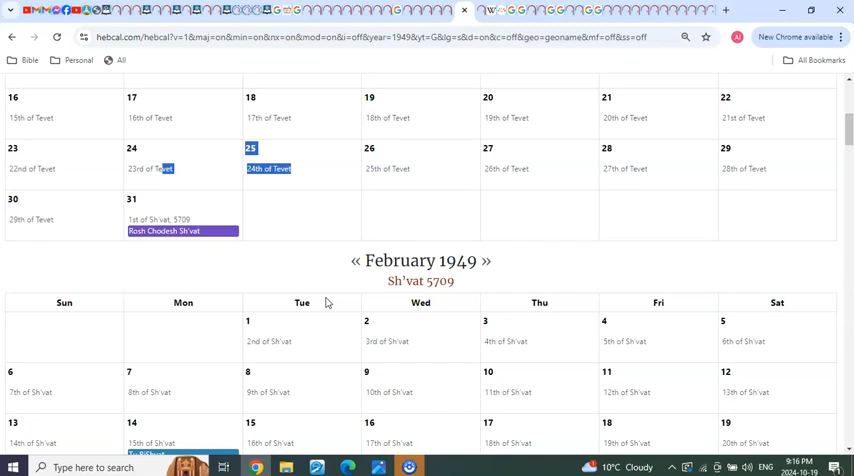 hebcal.com/hebcal?v=1&maj=on&min=on&nx=on&mod=on&i=off&year=1949&yt=G&lg=s&d=on&c=off&geo=geoname&mf=off&ss=off
AI
New Chrome available
Bible Personal All
All Bookmarks
16 17 18 19 20 21 22
15th of Tevet 16th of Tevet 17th of Tevet 18th of Tevet 19th of Tevet 20th of Tevet 21st of Tevet
23 24 25 26 27 28 29
22nd of Tevet 23rd of Tevet 24th of Tevet 25th of Tevet 26th of Tevet 27th of Tevet 28th of Tevet
30 31
29th of Tevet 1st of Sh'vat, 5709
Rosh Chodesh Sh'vat
« February 1949 »
Sh'vat 5709
Sun Mon Tue Wed Thu Fri Sat
1 2 3 4 5
2nd of Sh'vat 3rd of Sh'vat 4th of Sh'vat 5th of Sh'vat 6th of Sh'vat
6 7 8 9 10 11 12
7th of Sh'vat 8th of Sh'vat 9th of Sh'vat 10th of Sh'vat 11th of Sh'vat 12th of Sh'vat 13th of Sh'vat
13 14 15 16 17 18 19
14th of Sh'vat 15th of Sh'vat 16th of Sh'vat 17th of Sh'vat 18th of Sh'vat 19th of Sh'vat 20th of Sh'vat
Tu BiShvat
Type here to search
10°C Cloudy
ENG
9:16 PM
2024-10-19